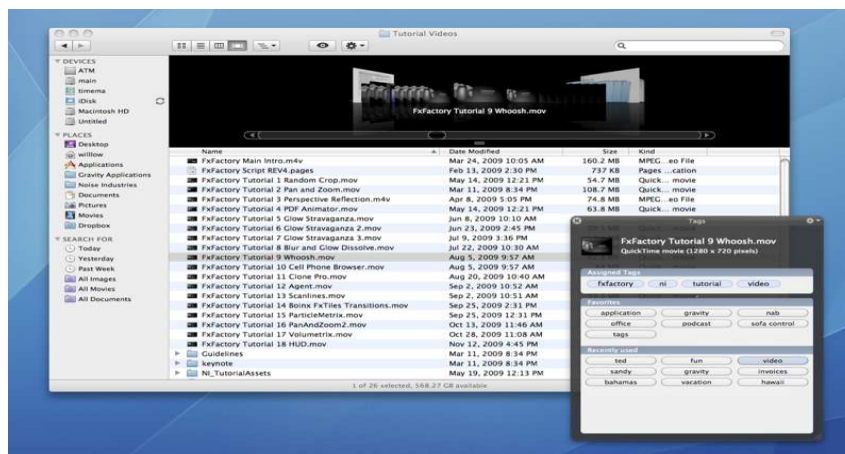 Tutorial Videos
DEVICES
ATM
main
timema
iDisk
Macintosh HD
Untitled
PLACES
Desktop
willlow
Applications
Gravity Applications
Noise Industries
Documents
Pictures
Movies
Dropbox
SEARCH FOR
Today
Yesterday
Past Week
All Images
All Movies
All Documents
FxFactory Tutorial 9 Whoosh.mov
Name Date Modified Size Kind
FxFactory Main Intro.m4v Mar 24, 2009 10:05 AM 160.2 MB MPEG...eo File
FxFactory Script REV4.pages Feb 13, 2009 2:30 PM 737 KB Pages ...cation
FxFactory Tutorial 1 Random Crop.mov May 14, 2009 12:21 PM 54.7 MB Quick... movie
FxFactory Tutorial 2 Pan and Zoom.mov Mar 11, 2009 8:34 PM 108.7 MB Quick... movie
FxFactory Tutorial 3 Perspective Reflection.m4v Apr 8, 2009 5:05 PM 74.8 MB MPEG...eo File
FxFactory Tutorial 4 PDF Animator.mov May 14, 2009 12:21 PM 63.8 MB Quick... movie
FxFactory Tutorial 5 Glow Stravaganza.mov Jun 8, 2009 10:10 AM
FxFactory Tutorial 6 Glow Stravaganza 2.mov Jun 23, 2009 2:45 PM
FxFactory Tutorial 7 Glow Stravaganza 3.mov Jul 9, 2009 3:36 PM
FxFactory Tutorial 8 Blur and Glow Dissolve.mov Jul 22, 2009 10:30 AM
FxFactory Tutorial 9 Whoosh.mov Aug 5, 2009 9:57 AM
FxFactory Tutorial 10 Cell Phone Browser.mov Aug 5, 2009 9:57 AM
FxFactory Tutorial 11 Clone Pro.mov Aug 20, 2009 10:40 AM
FxFactory Tutorial 12 Agent.mov Sep 2, 2009 10:52 AM
FxFactory Tutorial 13 Scanlines.mov Sep 2, 2009 10:51 AM
FxFactory Tutorial 14 Boinx FxTiles Transitions.mov Sep 25, 2009 2:31 PM
FxFactory Tutorial 15 ParticleMetrix.mov Sep 25, 2009 12:31 PM
FxFactory Tutorial 16 PanAndZoom2.mov Oct 13, 2009 11:46 AM
FxFactory Tutorial 17 Volumetrix.mov Oct 28, 2009 11:08 AM
FxFactory Tutorial 18 HUD.mov Nov 12, 2009 4:45 PM
Guidelines Mar 11, 2009 8:34 PM
keynote Mar 11, 2009 8:34 PM
NI_TutorialAssets May 19, 2009 12:13 PM
1 of 26 selected, 568.27 GB available
Tags
FxFactory Tutorial 9 Whoosh.mov
QuickTime movie (1280 x 720 pixels)
Assigned Tags
fxfactory ni tutorial video
Favorites
application gravity nab
office podcast sofa control
tags
Recently used
ted fun video
sandy gravity invoices
bahamas vacation hawaii